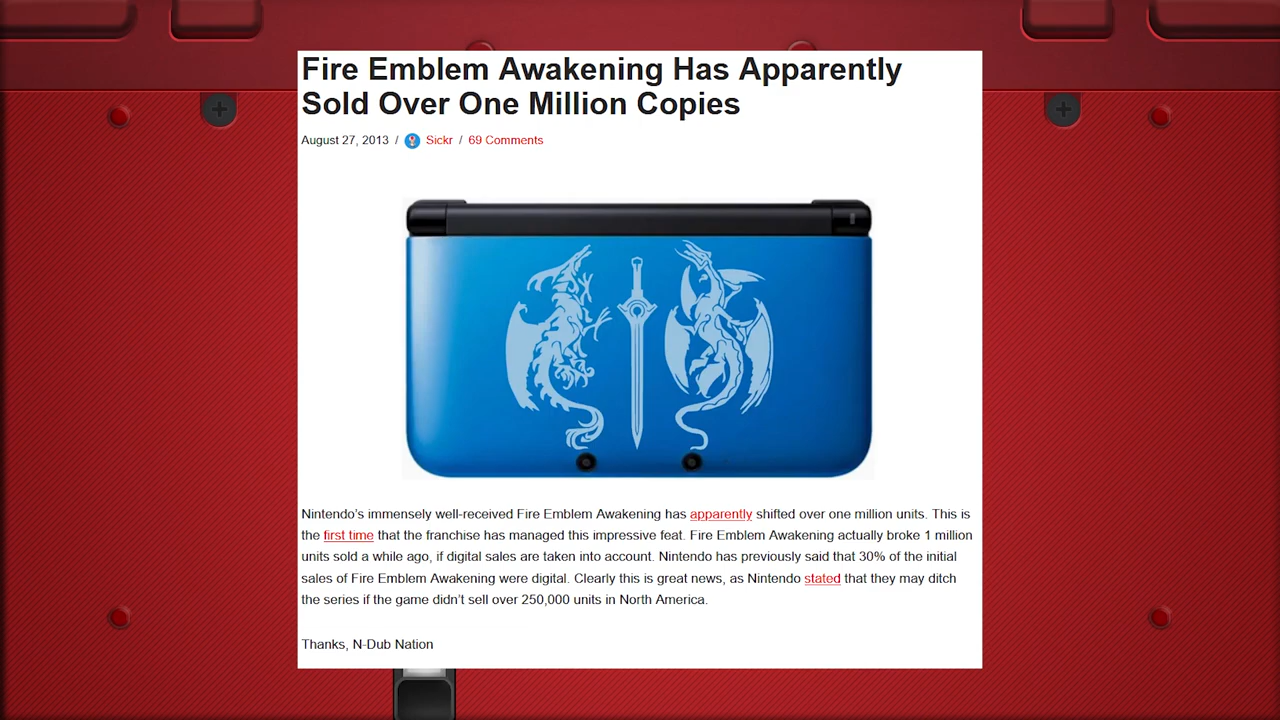 Fire Emblem Awakening Has Apparently
Sold Over One Million Copies
August 27, 2013 / Sickr / 69 Comments
Nintendo’s immensely well-received Fire Emblem Awakening has apparently shifted over one million units. This is
the first time that the franchise has managed this impressive feat. Fire Emblem Awakening actually broke 1 million
units sold a while ago, if digital sales are taken into account. Nintendo has previously said that 30% of the initial
sales of Fire Emblem Awakening were digital. Clearly this is great news, as Nintendo stated that they may ditch
the series if the game didn’t sell over 250,000 units in North America.
Thanks, N-Dub Nation